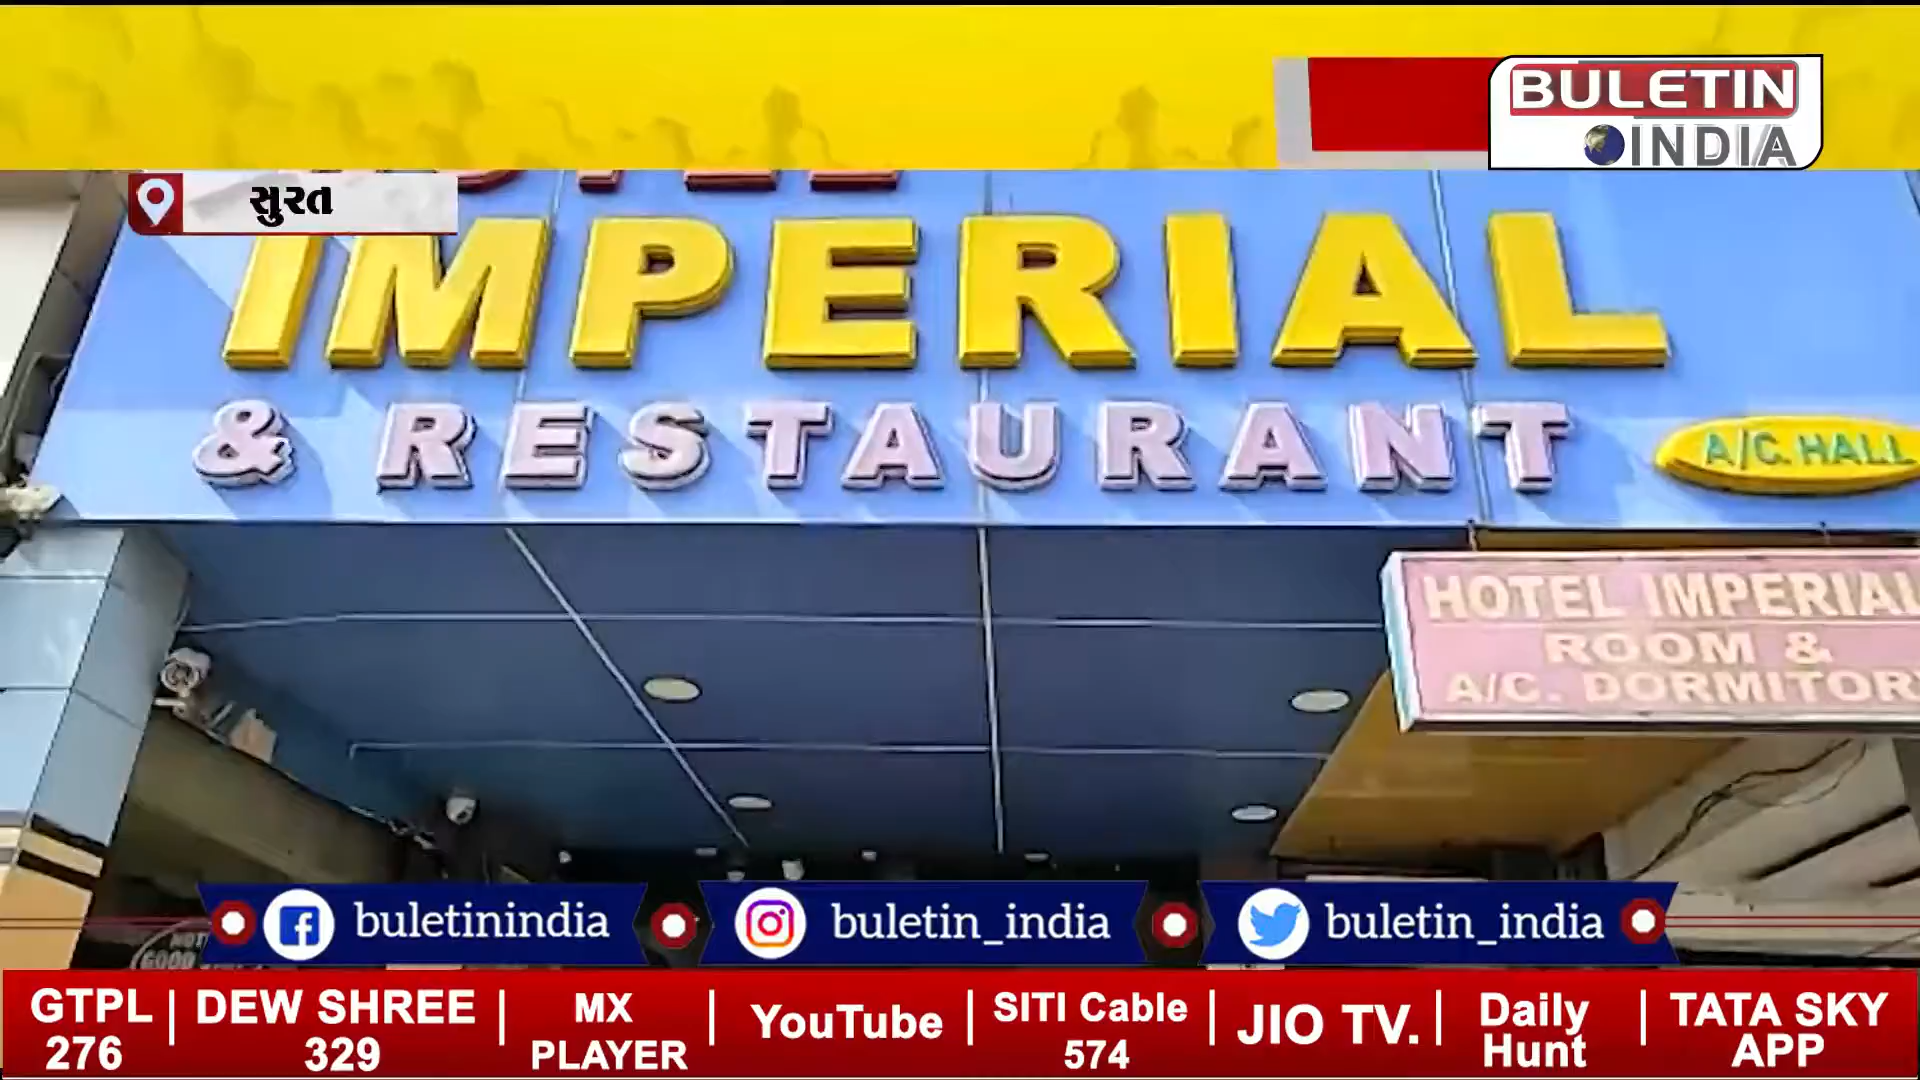 BULETIN
INDIA
સુરત
IMPERIAL
& RESTAURANT
A/C. HALL
HOTEL IMPERIAL
ROOM &
A/C. DORMITORY
buletinindia
buletin_india
buletin_india
GTPL
276
DEW SHREE
329
MX
PLAYER
YouTube
SITI Cable
574
JIO TV.
Daily
Hunt
TATA SKY
APP